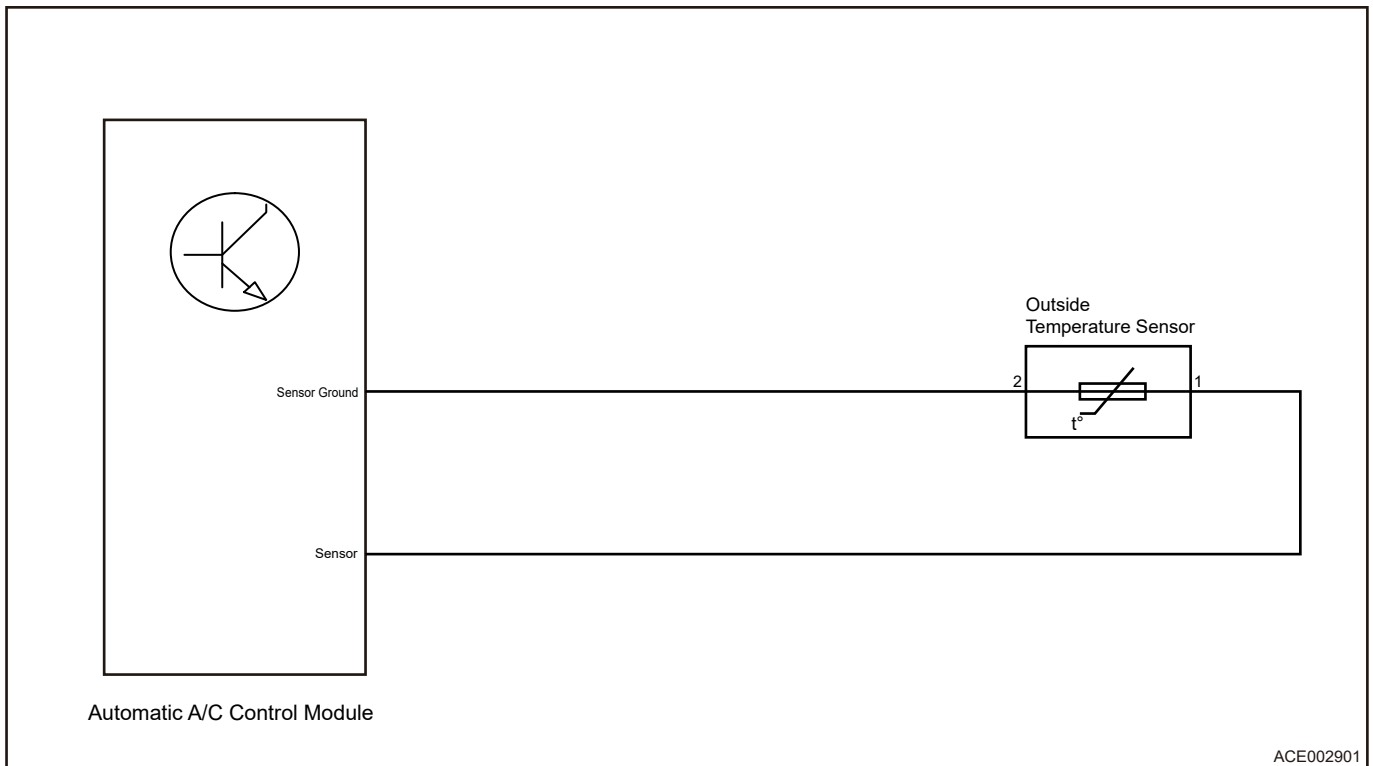 Outside
Temperature Sensor
Sensor Ground
2
1
t°
Sensor
Automatic A/C Control Module
ACE002901